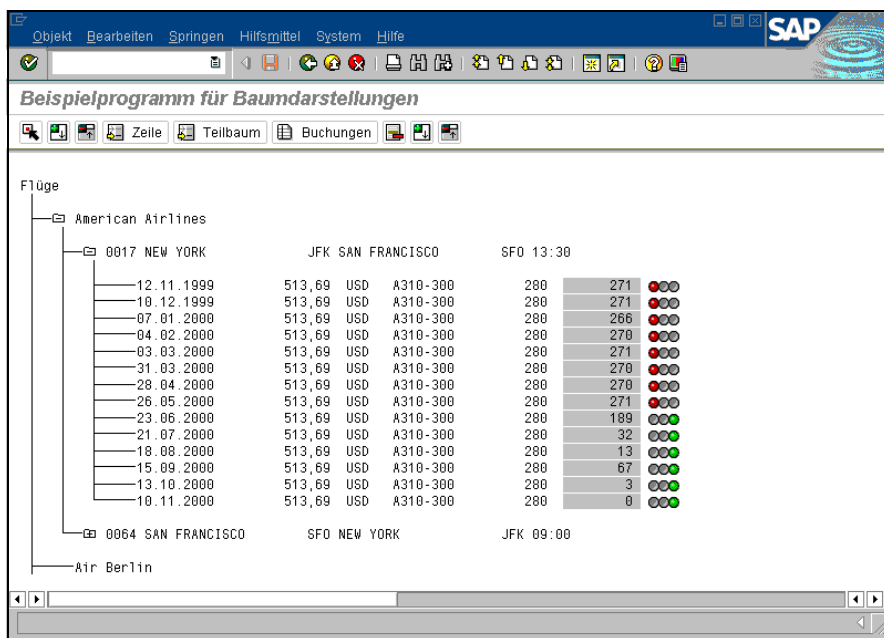 Objekt Bearbeiten Springen Hilfsmittel System Hilfe
SAP
Beispielprogramm für Baumdarstellungen
Zeile Teilbaum Buchungen
Flüge
American Airlines
0017 NEW YORK JFK SAN FRANCISCO SFO 13:30
12.11.1999 513,69 USD A310-300 280 271
10.12.1999 513,69 USD A310-300 280 271
07.01.2000 513,69 USD A310-300 280 266
04.02.2000 513,69 USD A310-300 280 270
03.03.2000 513,69 USD A310-300 280 271
31.03.2000 513,69 USD A310-300 280 270
28.04.2000 513,69 USD A310-300 280 270
26.05.2000 513,69 USD A310-300 280 271
23.06.2000 513,69 USD A310-300 280 189
21.07.2000 513,69 USD A310-300 280 32
18.08.2000 513,69 USD A310-300 280 13
15.09.2000 513,69 USD A310-300 280 67
13.10.2000 513,69 USD A310-300 280 3
10.11.2000 513,69 USD A310-300 280 0
0064 SAN FRANCISCO SFO NEW YORK JFK 09:00
Air Berlin